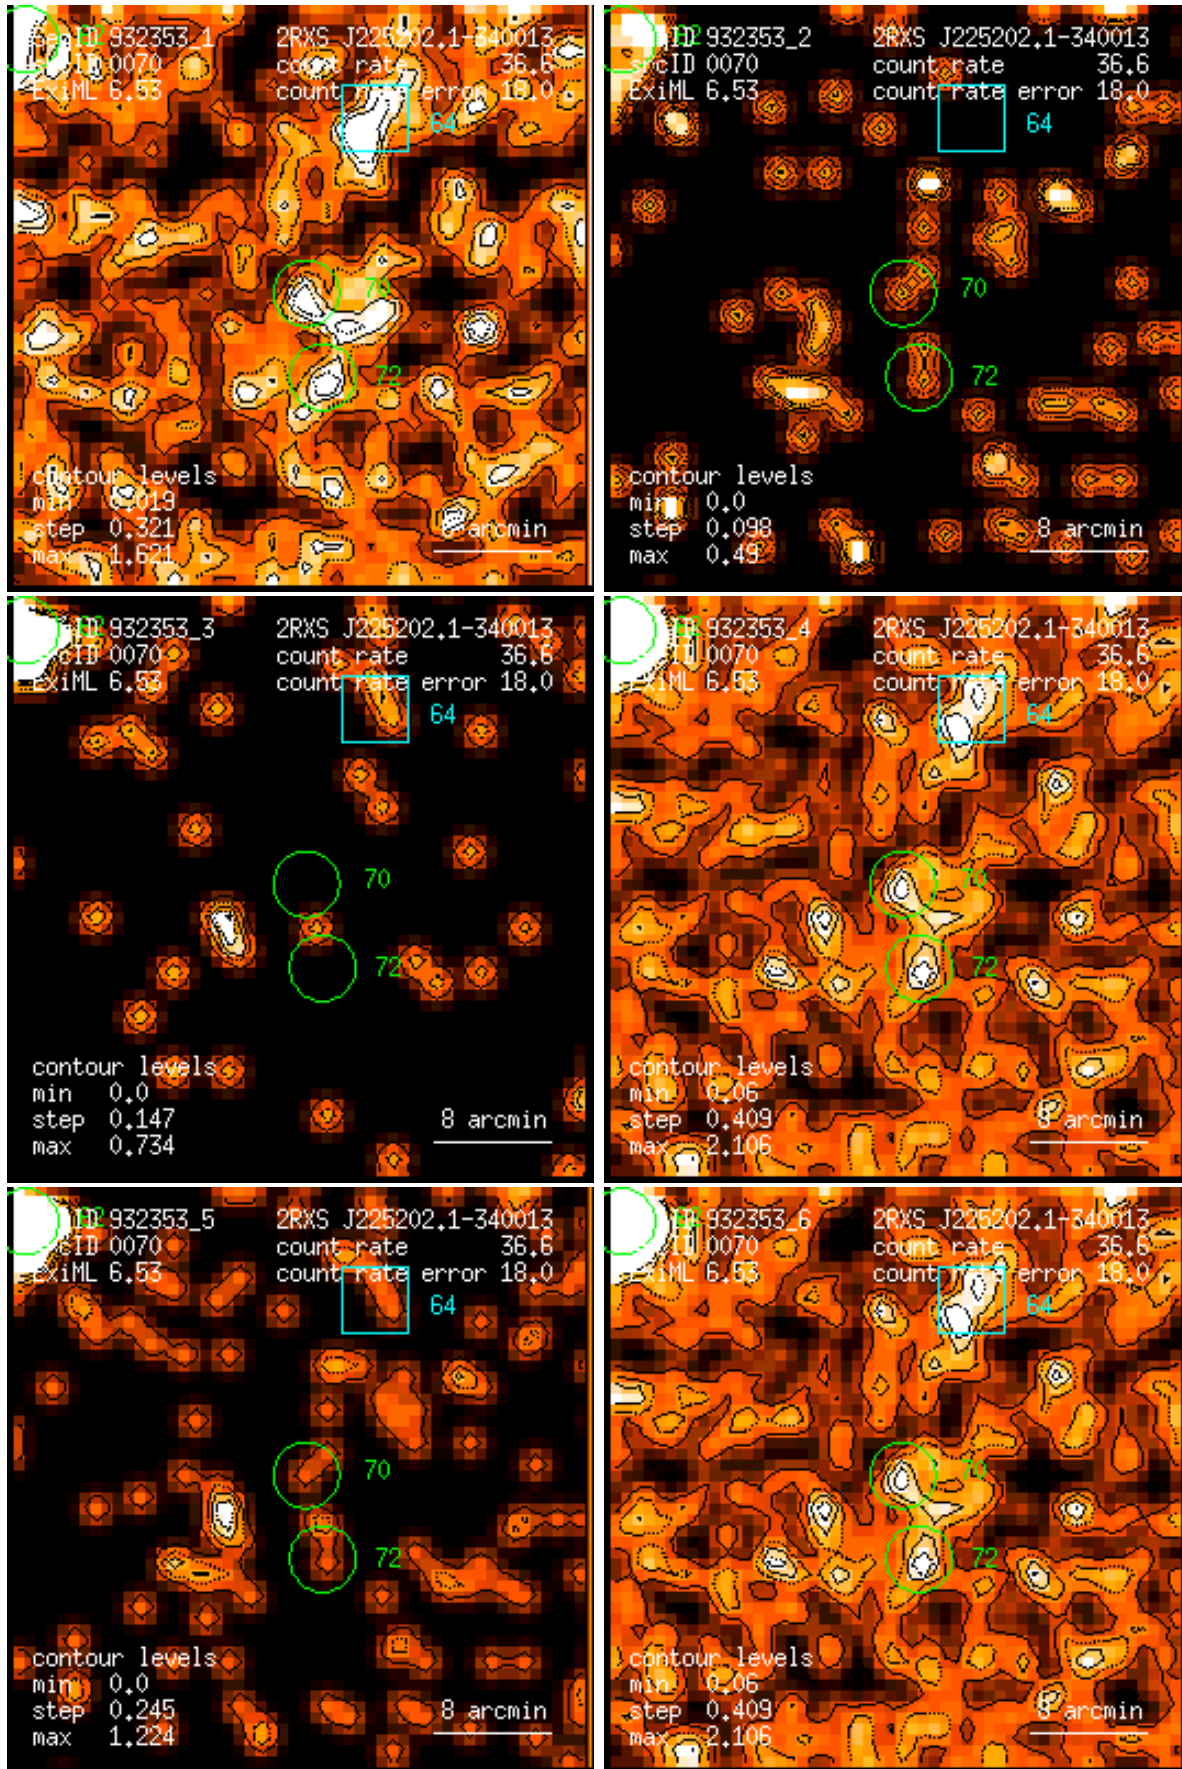 932353_1 2RXS J225202.1-340013
srcID 0070 count rate 36.6
ExiML 6.53 count rate error 18.0
64
70
72
contour levels
min 0.019
step 0.321 8 arcmin
max 1.621
932353_2 2RXS J225202.1-340013
srcID 0070 count rate 36.6
ExiML 6.53 count rate error 18.0
64
70
72
contour levels
min 0.0
step 0.098 8 arcmin
max 0.49
932353_3 2RXS J225202.1-340013
0070 count rate 36.6
ExiML 6.53 count rate error 18.0
64
70
72
contour levels
min 0.0
step 0.147 8 arcmin
max 0.734
932353_4 2RXS J225202.1-340013
0070 count rate 36.6
ExiML 6.53 count rate error 18.0
64
70
72
contour levels
min 0.06
step 0.409 8 arcmin
max 2.106
932353_5 2RXS J225202.1-340013
0070 count rate 36.6
ExiML 6.53 count rate error 18.0
64
70
72
contour levels
min 0.0
step 0.245 8 arcmin
max 1.224
932353_6 2RXS J225202.1-340013
0070 count rate 36.6
ExiML 6.53 count rate error 18.0
64
70
72
contour levels
min 0.06
step 0.409 8 arcmin
max 2.106